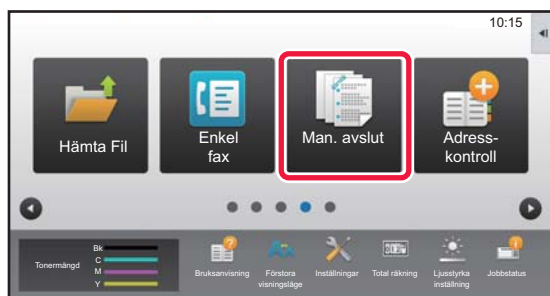 10:15
Hämta Fil
Enkel
fax
Man. avslut
Adress-
kontroll
Tonermängd
Bk
C
M
Y
Bruksanvisning
Förstora
visningsläge
Inställningar
Total räkning
Ljusstyrka
inställning
Jobbstatus